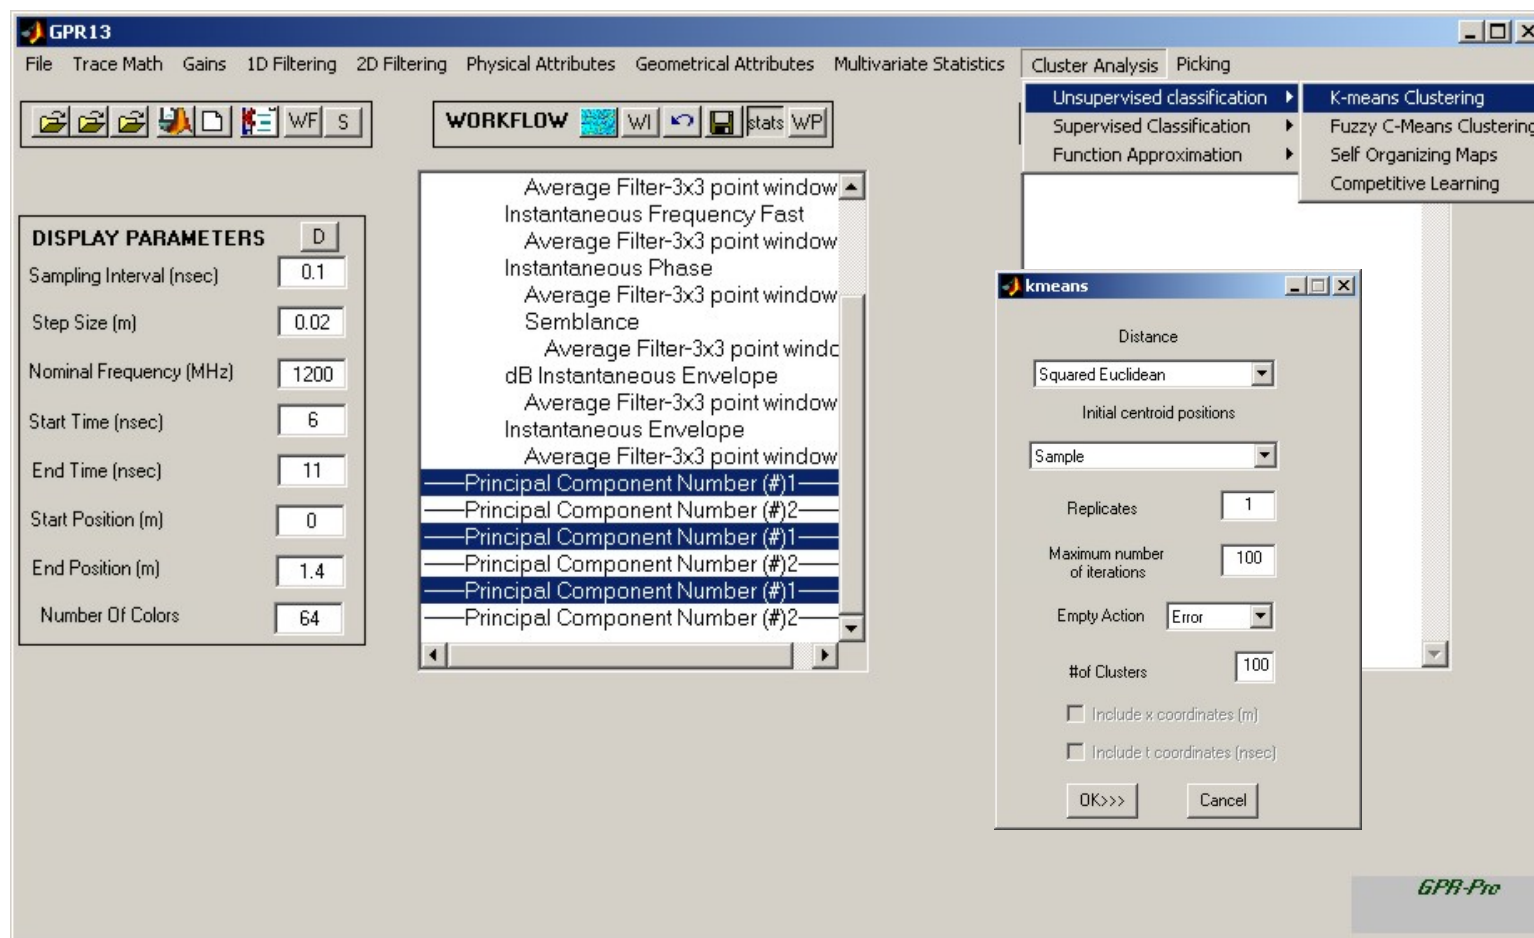 GPR13
File Trace Math Gains 1D Filtering 2D Filtering Physical Attributes Geometrical Attributes Multivariate Statistics Cluster Analysis Picking
Unsupervised classification
Supervised Classification
Function Approximation
K-means Clustering
Fuzzy C-Means Clustering
Self Organizing Maps
Competitive Learning
WF S
WORKFLOW WI stats WP
DISPLAY PARAMETERS D
Sampling Interval (nsec) 0.1
Step Size (m) 0.02
Nominal Frequency (MHz) 1200
Start Time (nsec) 6
End Time (nsec) 11
Start Position (m) 0
End Position (m) 1.4
Number Of Colors 64
Average Filter-3x3 point window
Instantaneous Frequency Fast
Average Filter-3x3 point window
Instantaneous Phase
Average Filter-3x3 point window
Semblance
Average Filter-3x3 point windo
dB Instantaneous Envelope
Average Filter-3x3 point window
Instantaneous Envelope
Average Filter-3x3 point window
——Principal Component Number (#)1——
——Principal Component Number (#)2——
——Principal Component Number (#)1——
——Principal Component Number (#)2——
——Principal Component Number (#)1——
——Principal Component Number (#)2——
kmeans
Distance
Squared Euclidean
Initial centroid positions
Sample
Replicates 1
Maximum number
of iterations 100
Empty Action Error
#of Clusters 100
Include x coordinates (m)
Include t coordinates (nsec)
OK>>> Cancel
GPR-Pro